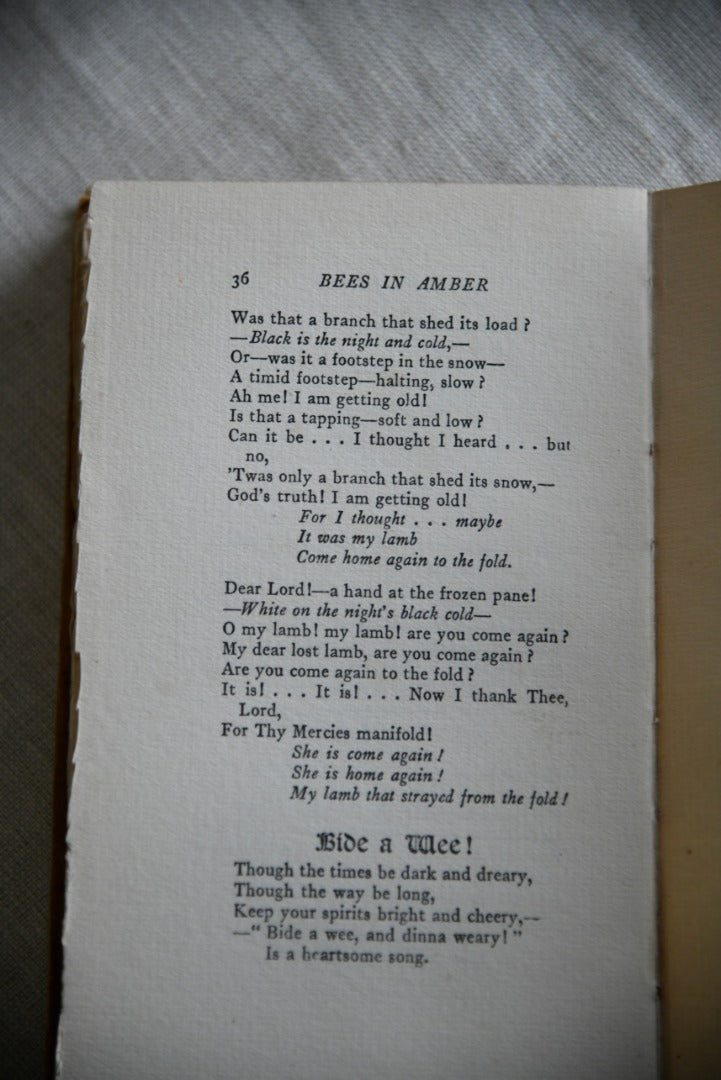 36 BEES IN AMBER
Was that a branch that shed its load ?
—Black is the night and cold,—
Or—was it a footstep in the snow—
A timid footstep—halting, slow ?
Ah me! I am getting old!
Is that a tapping—soft and low ?
Can it be . . . I thought I heard . . . but
no,
'Twas only a branch that shed its snow,—
God's truth! I am getting old!
For I thought . . . maybe
It was my lamb
Come home again to the fold.
Dear Lord!—a hand at the frozen pane!
—White on the night's black cold—
O my lamb! my lamb! are you come again ?
My dear lost lamb, are you come again ?
Are you come again to the fold ?
It is! . . . It is! . . . Now I thank Thee,
Lord,
For Thy Mercies manifold!
She is come again !
She is home again !
My lamb that strayed from the fold !
Bide a Wee!
Though the times be dark and dreary,
Though the way be long,
Keep your spirits bright and cheery,—
—“ Bide a wee, and dinna weary! ”
Is a heartsome song.